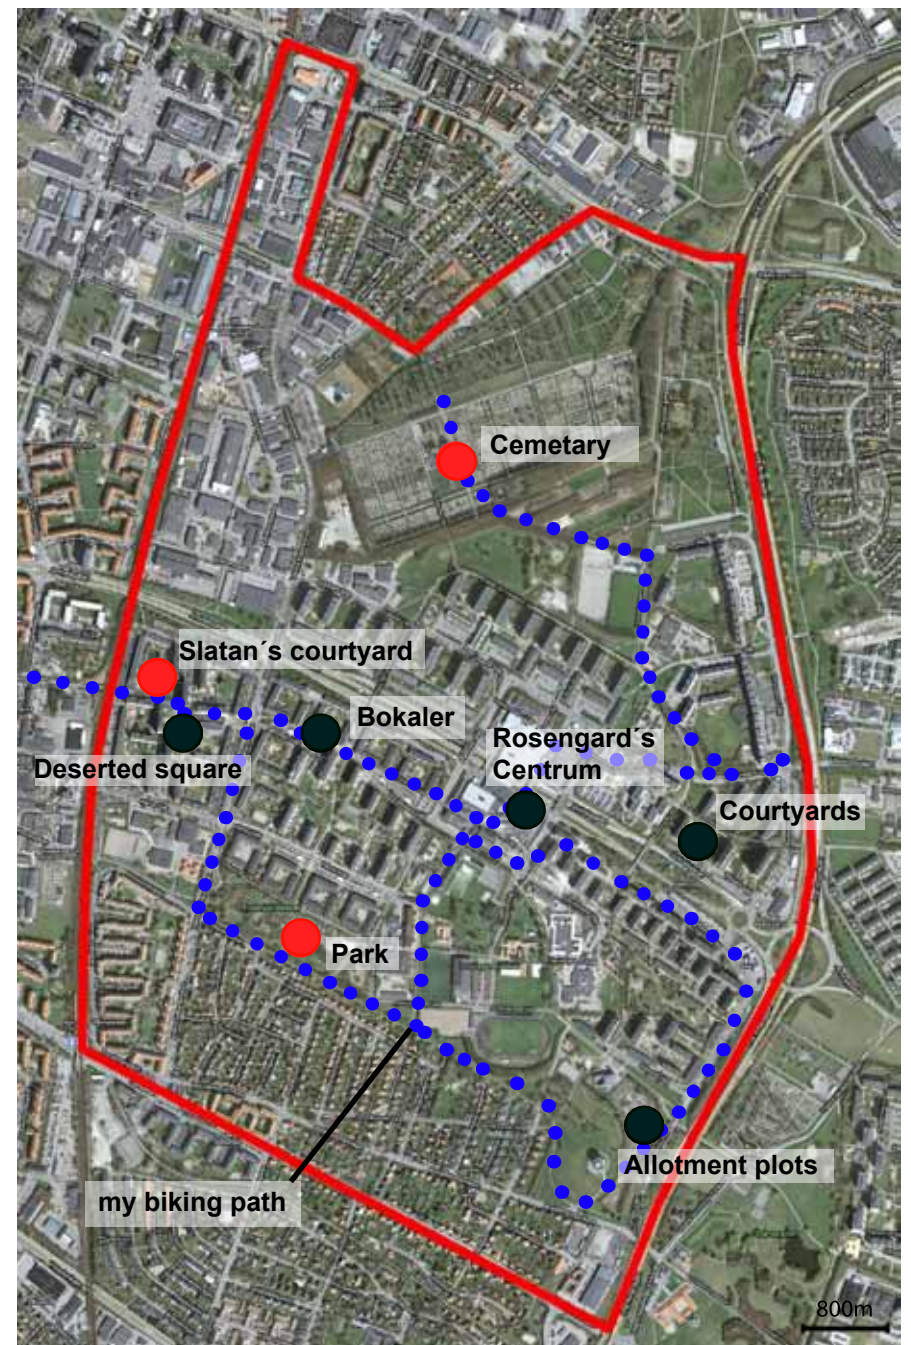 Cemetary
Slatan´s courtyard
Bokaler
Rosengard´s
Centrum
Deserted square
Courtyards
Park
Allotment plots
my biking path
800m